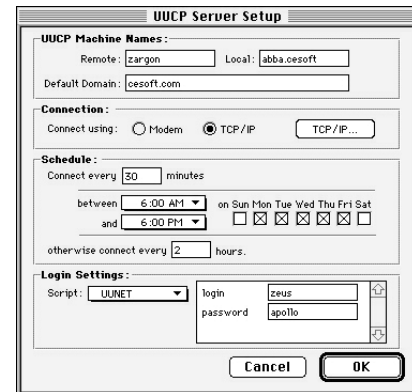 UUCP Server Setup
UUCP Machine Names:
Remote: zargon Local: abba.cesoft
Default Domain: cesoft.com
Connection:
Connect using: Modem TCP/IP TCP/IP...
Schedule:
Connect every 30 minutes
between 6:00 AM on Sun Mon Tue Wed Thu Fri Sat
and 6:00 PM
otherwise connect every 2 hours.
Login Settings:
Script: UUNET login zeus
password apollo
Cancel OK